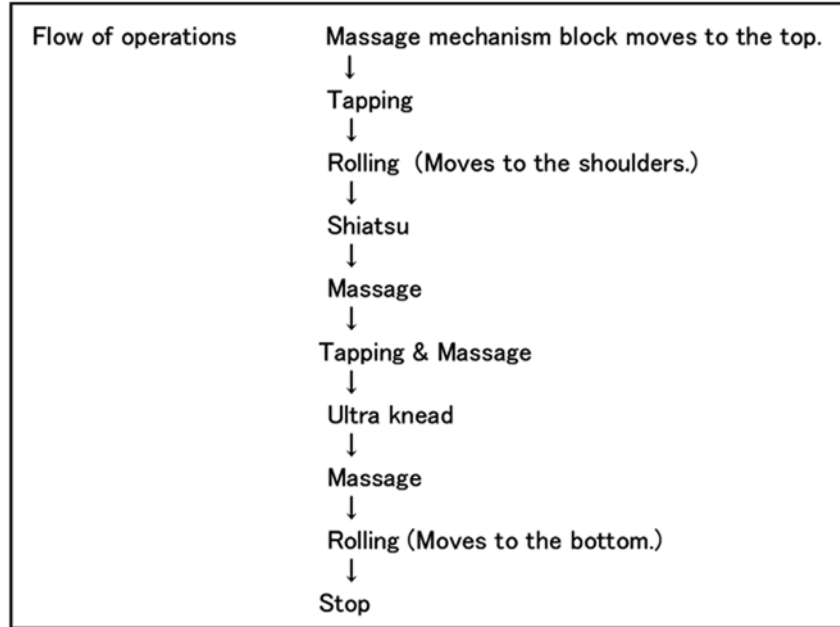 Flow of operations Massage mechanism block moves to the top.
↓
Tapping
↓
Rolling (Moves to the shoulders.)
↓
Shiatsu
↓
Massage
↓
Tapping & Massage
↓
Ultra knead
↓
Massage
↓
Rolling (Moves to the bottom.)
↓
Stop